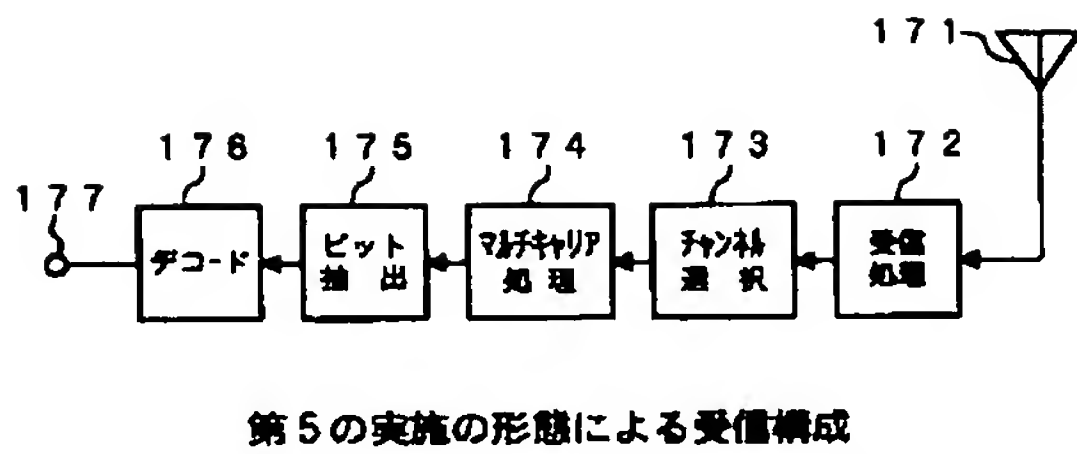 171
178 175 174 173 172
177
デコード ビット マルチキャリア チャンネル 受信
抽出 処理 選択 処理
第5の実施の形態による受信構成